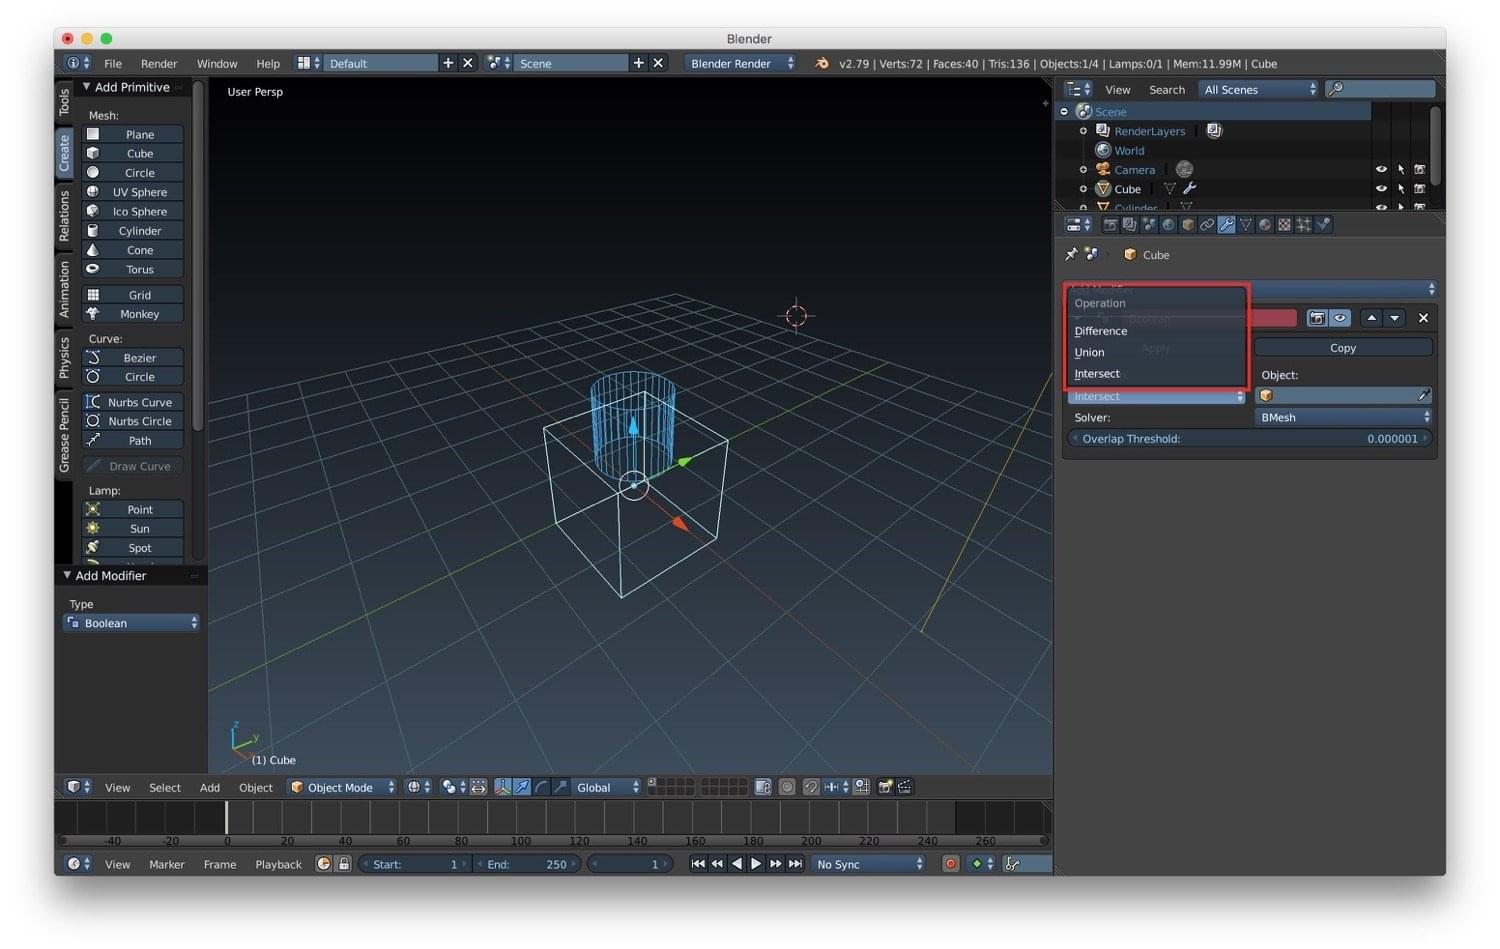 Blender
File Render Window Help Default Scene Blender Render v2.79 | Verts:72 | Faces:40 | Tris:136 | Objects:1/4 | Lamps:0/1 | Mem:11.99M | Cube
Tools
Create
Relations
Animation
Physics
Grease Pencil
Add Primitive
Mesh:
Plane
Cube
Circle
UV Sphere
Ico Sphere
Cylinder
Cone
Torus
Grid
Monkey
Curve:
Bezier
Circle
Nurbs Curve
Nurbs Circle
Path
Draw Curve
Lamp:
Point
Sun
Spot
Add Modifier
Type
Boolean
User Persp
z
y
(1) Cube
View Search All Scenes
Scene
RenderLayers
World
Camera
Cube
Cylinder
Cube
Add Modifier
Operation
Boolean
Difference
Union
Apply Copy
Intersect
Object:
Intersect
Solver: BMesh
Overlap Threshold: 0.000001
View Select Add Object Object Mode Global
-40 -20 0 20 40 60 80 100 120 140 160 180 200 220 240 260
View Marker Frame Playback Start: 1 End: 250 1 No Sync